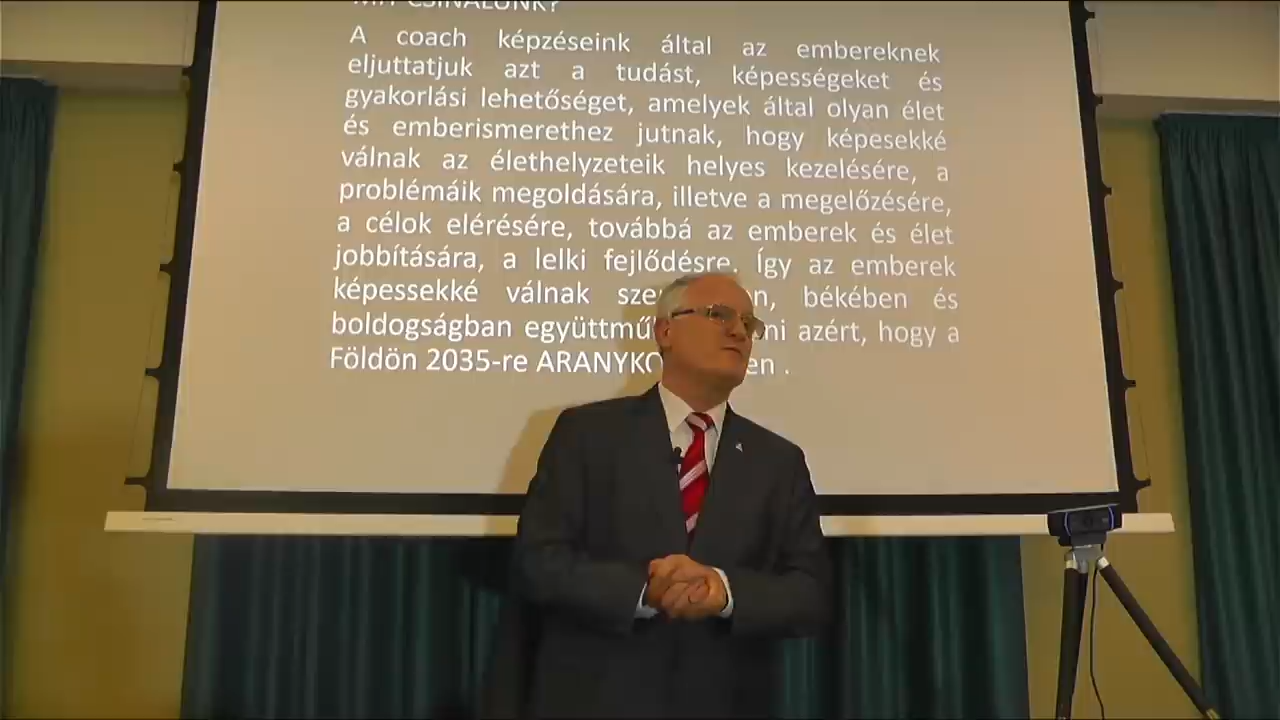 CSINÁLUNK?
A coach képzéseink által az embereknek
eljuttatjuk azt a tudást, képességeket és
gyakorlási lehetőséget, amelyek által olyan élet
és emberismerethez jutnak, hogy képesekké
válnak az élethelyzeteik helyes kezelésére, a
problémáik megoldására, illetve a megelőzésére,
a célok elérésére, továbbá az emberek és élet
jobbítására, a lelki fejlődésre. Így az emberek
képessekké válnak békében és
boldogságban azért, hogy a
Földön 2035-re .